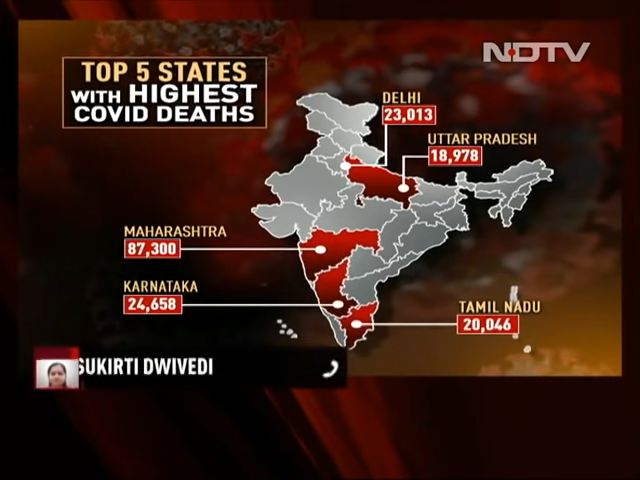 NDTV
TOP 5 STATES
WITH HIGHEST
COVID DEATHS
DELHI
23,013
UTTAR PRADESH
18,978
MAHARASHTRA
87,300
KARNATAKA
24,658
TAMIL NADU
20,046
SUKIRTI DWIVEDI